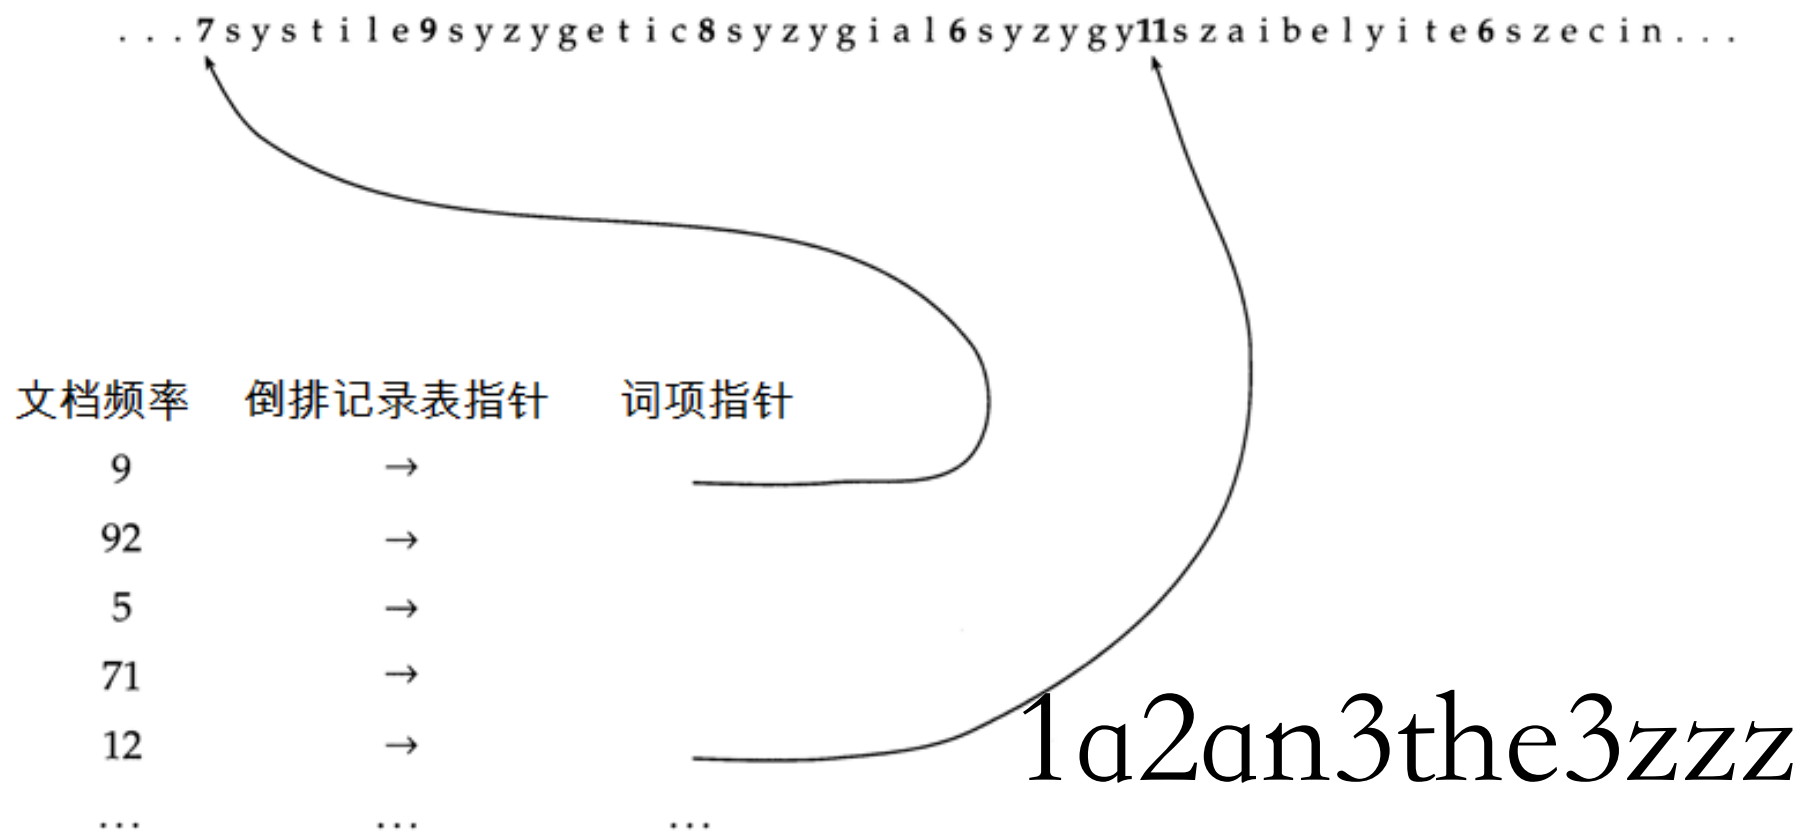 ...7systile9syzygetic8syzygial6syzygy11szaibelyite6szecin...
文档频率 倒排记录表指针 词项指针
9 →
92 →
5 →
71 →
12 →
... ... ...
1a2an3the3zzz